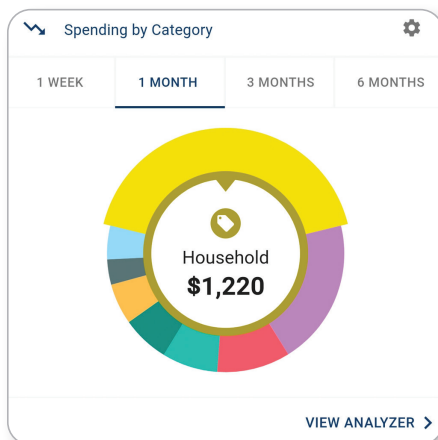 Spending by Category
1 WEEK
1 MONTH
3 MONTHS
6 MONTHS
Household
$1,220
VIEW ANALYZER